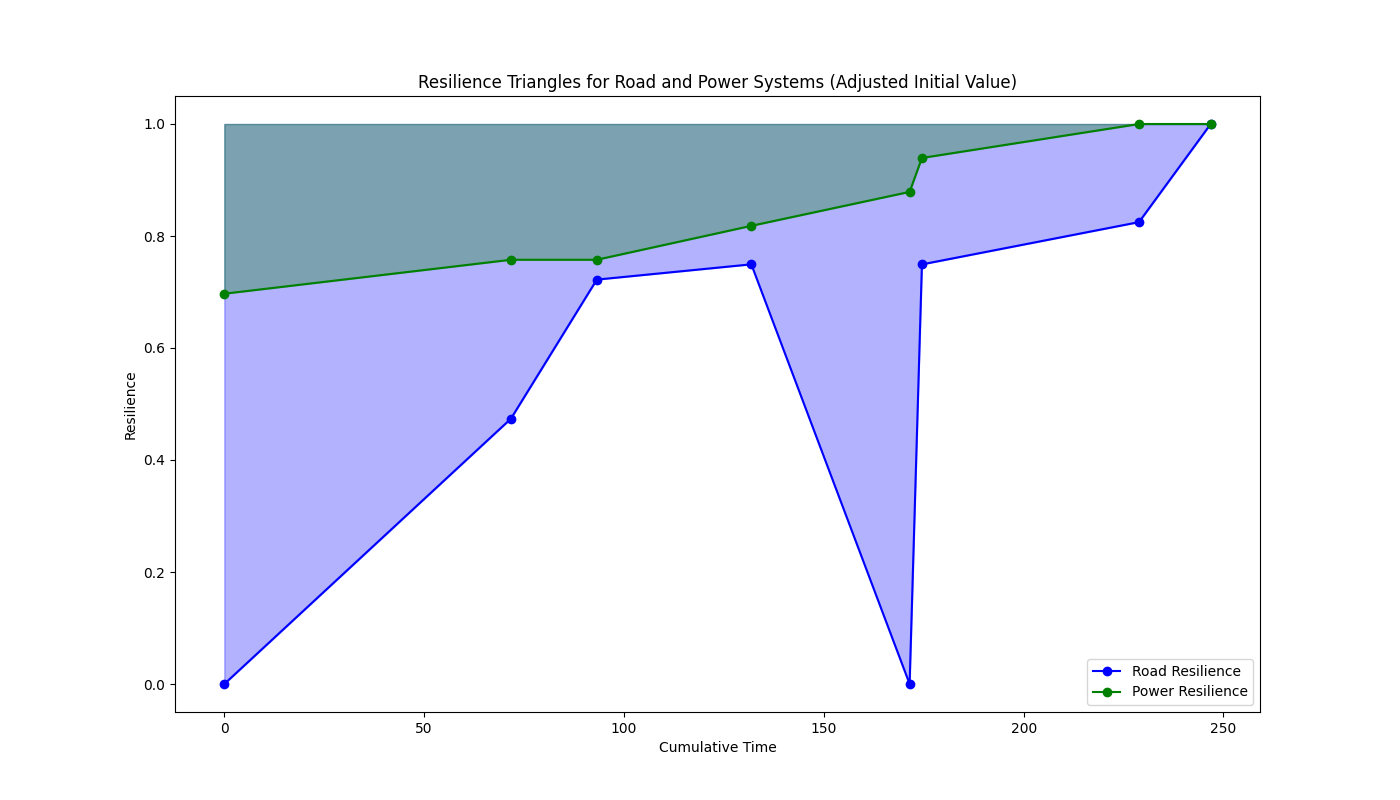 Resilience Triangles for Road and Power Systems (Adjusted Initial Value)
1.0
0.8
0.6
0.4
0.2
0.0
Resilience
0 50 100 150 200 250
Cumulative Time
Road Resilience
Power Resilience